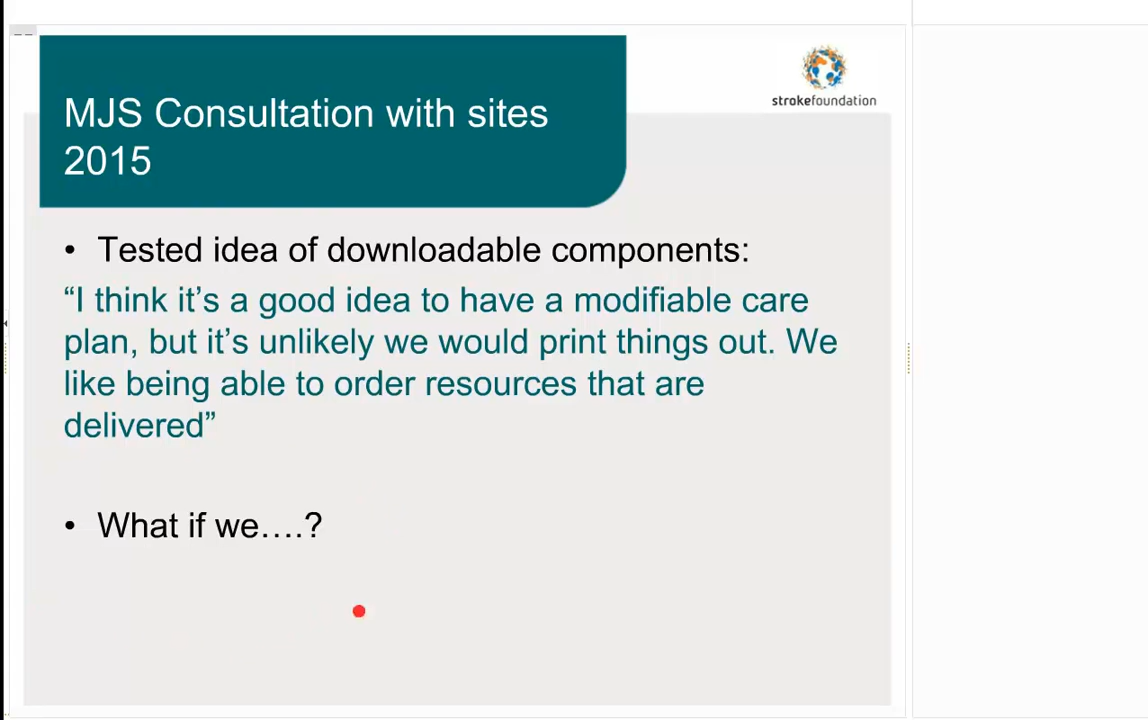 MJS Consultation with sites
2015
strokefoundation
• Tested idea of downloadable components:
“I think it’s a good idea to have a modifiable care
plan, but it’s unlikely we would print things out. We
like being able to order resources that are
delivered”
• What if we….?